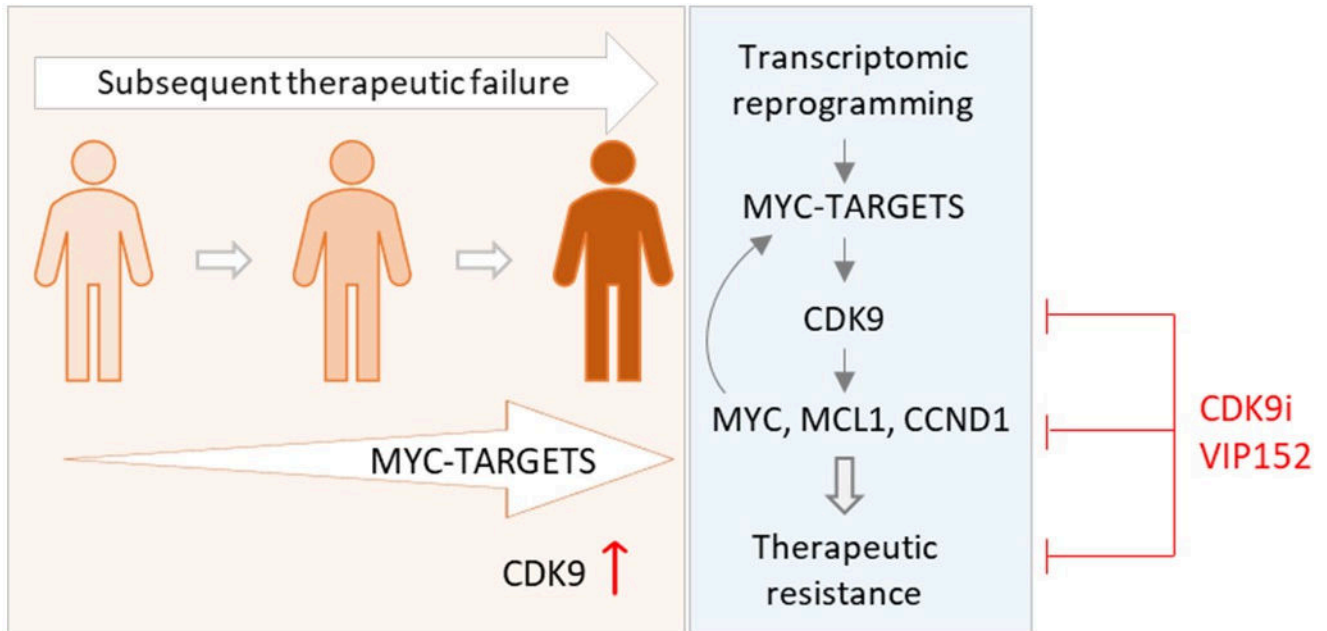 Subsequent therapeutic failure
MYC-TARGETS
CDK9
Transcriptomic
reprogramming
MYC-TARGETS
CDK9
MYC, MCL1, CCND1
Therapeutic
resistance
CDK9i
VIP152